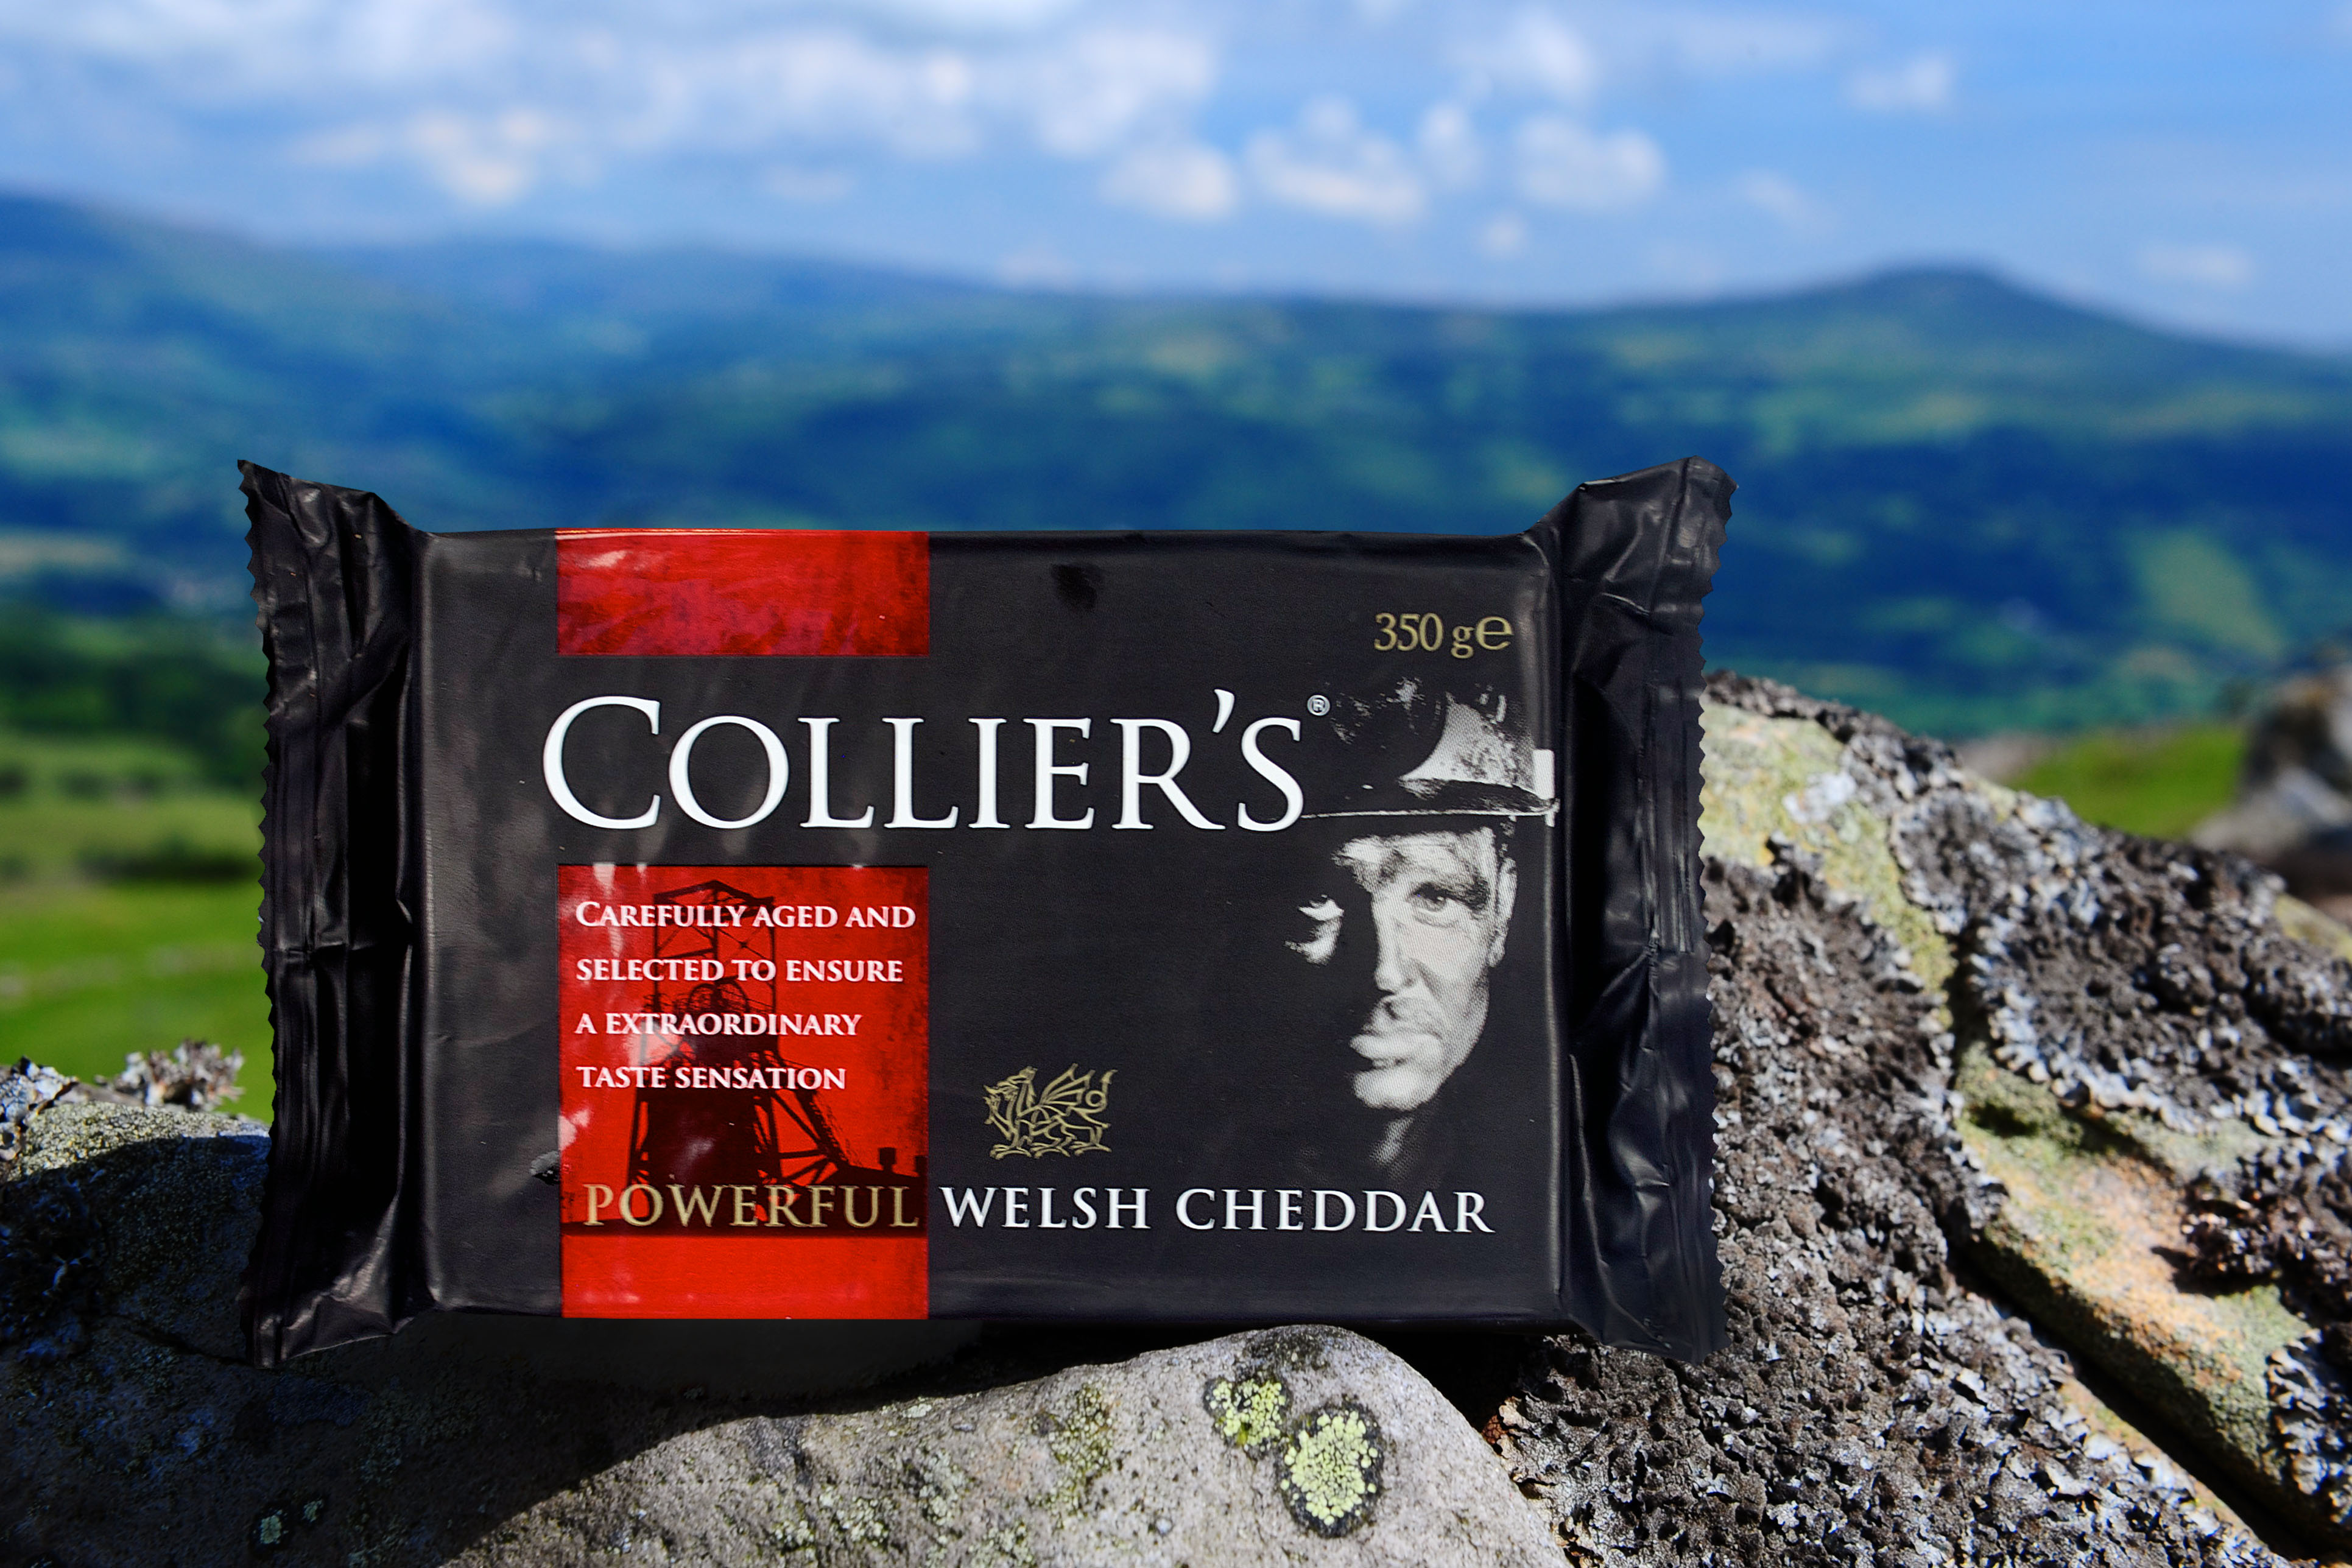 350 g℮
COLLIER'S®
CAREFULLY AGED AND
SELECTED TO ENSURE
A EXTRAORDINARY
TASTE SENSATION
POWERFUL WELSH CHEDDAR